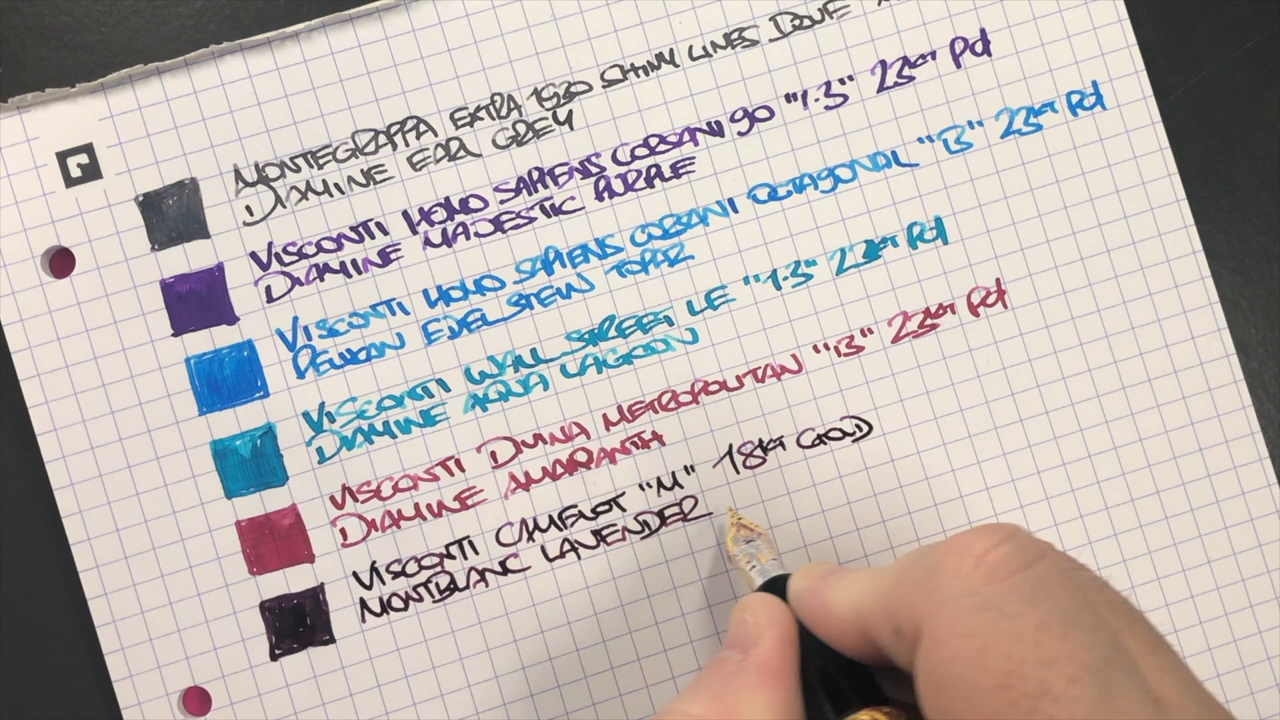 MONTEGRAPPA EXTRA 1530 SHINY LINES DOUE
DIAMINE EARL GREY
VISCONTI HOMO SAPIENS CORSANI 90 "1.3" 23KT Pd
DIAMINE MAJESTIC PURPLE
VISCONTI HOMO SAPIENS CORSANI OCTAGONAL "B" 23KT Pd
PELIKAN EDELSTEIN TOPAZ
VISCONTI WALL STREET LE "1.3" 23KT Pd
DIAMINE AQUA LAGOON
VISCONTI DIVINA METROPOLITAN "B" 23KT Pd
DIAMINE AMARANTH
VISCONTI CAMELOT "M" 18KT GOLD
MONTBLANC LAVENDER